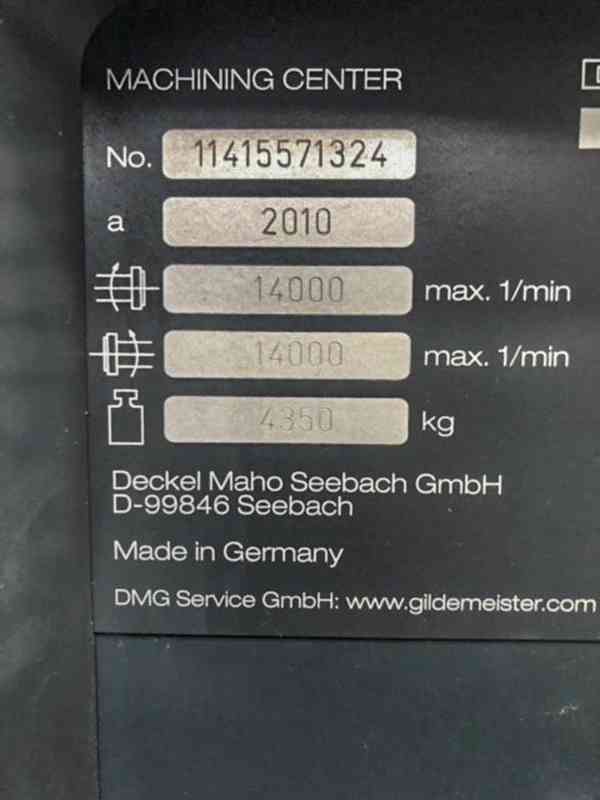 MACHINING CENTER
No. 11415571324
a 2010
14000 max. 1/min
14000 max. 1/min
4350 kg
Deckel Maho Seebach GmbH
D-99846 Seebach
Made in Germany
DMG Service GmbH: www.gildemeister.com